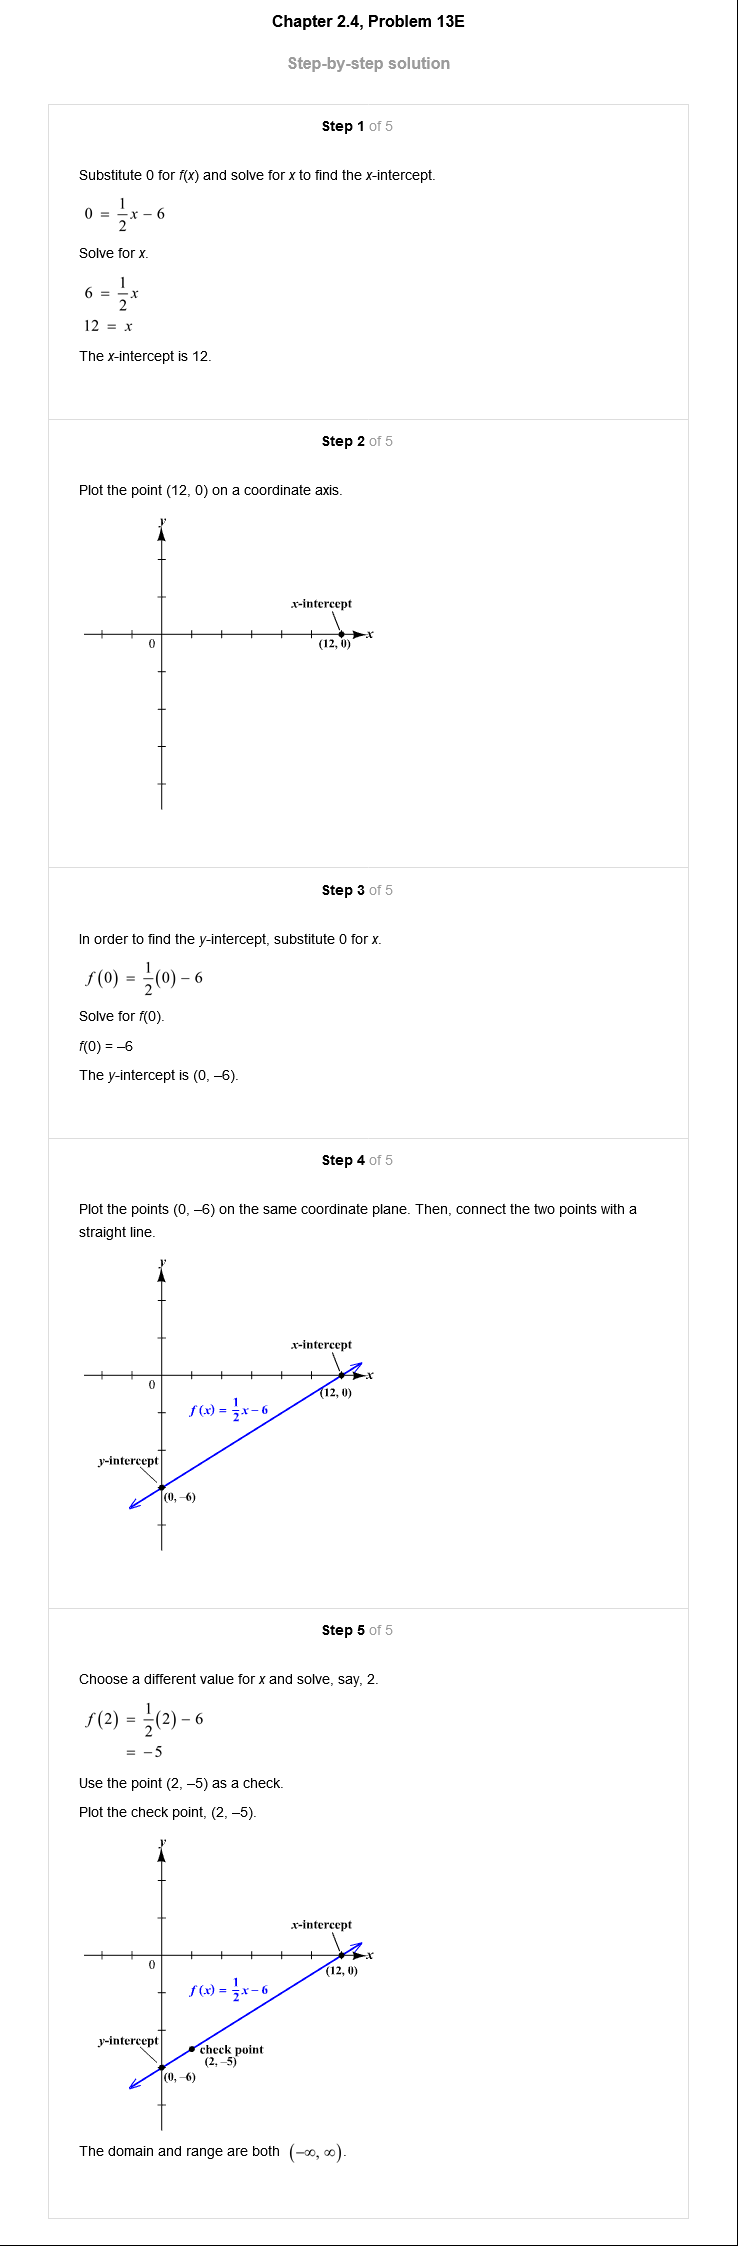 Chapter 2.4, Problem 13E
Step-by-step solution
Step 1 of 5
Substitute 0 for f(x) and solve for x to find the x-intercept.
0 = 1/2 x − 6
Solve for x.
6 = 1/2 x
12 = x
The x-intercept is 12.
Step 2 of 5
Plot the point (12, 0) on a coordinate axis.
y
x-intercept
x
0
(12, 0)
Step 3 of 5
In order to find the y-intercept, substitute 0 for x.
f(0) = 1/2 (0) − 6
Solve for f(0).
f(0) = –6
The y-intercept is (0, –6).
Step 4 of 5
Plot the points (0, –6) on the same coordinate plane. Then, connect the two points with a
straight line.
y
x-intercept
x
0
(12, 0)
f(x) = 1/2 x − 6
y-intercept
(0, −6)
Step 5 of 5
Choose a different value for x and solve, say, 2.
f(2) = 1/2 (2) − 6
= −5
Use the point (2, –5) as a check.
Plot the check point, (2, –5).
y
x-intercept
x
0
(12, 0)
f(x) = 1/2 x − 6
y-intercept
check point
(2, −5)
(0, −6)
The domain and range are both (−∞, ∞).